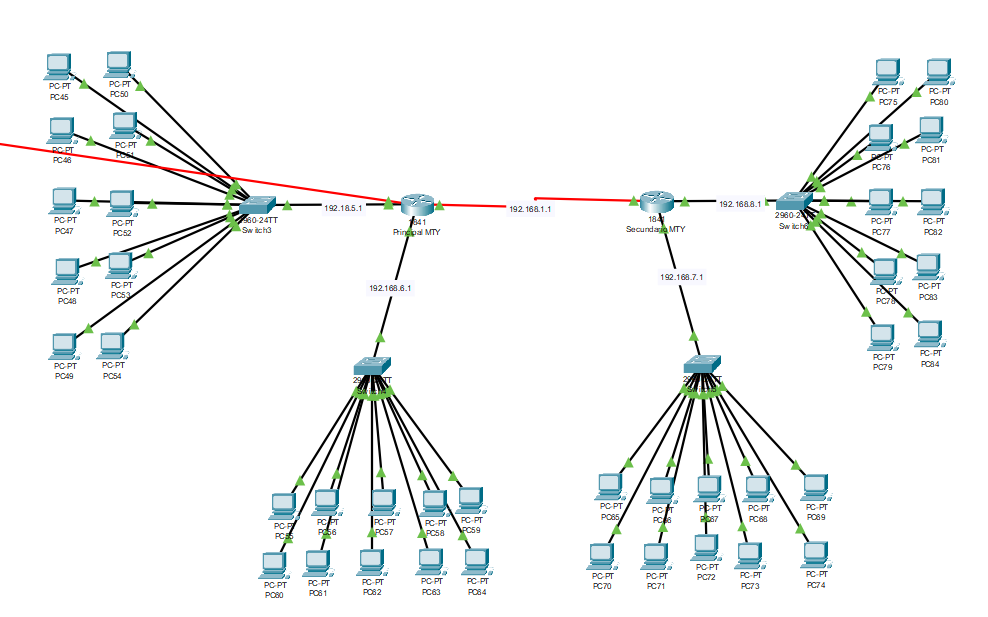 PC-PT
PC45
PC-PT
PC50
PC-PT
PC46
PC-PT
PC51
PC-PT
PC47
PC-PT
PC52
PC-PT
PC48
PC-PT
PC53
PC-PT
PC49
PC-PT
PC54
2960-24TT
Switch3
192.18.5.1
1841
Principal MTY
192.168.1.1
1841
Secundario MTY
192.168.8.1
2960-24TT
PC-PT
PC75
PC-PT
PC80
PC-PT
PC76
PC-PT
PC81
PC-PT
PC77
PC-PT
PC82
PC-PT
PC78
PC-PT
PC83
PC-PT
PC79
PC-PT
PC84
192.168.6.1
192.168.7.1
PC-PT
PC55
PC-PT
PC56
PC-PT
PC57
PC-PT
PC58
PC-PT
PC59
PC-PT
PC60
PC-PT
PC61
PC-PT
PC62
PC-PT
PC63
PC-PT
PC64
PC-PT
PC65
PC-PT
PC66
PC-PT
PC67
PC-PT
PC68
PC-PT
PC69
PC-PT
PC70
PC-PT
PC71
PC-PT
PC72
PC-PT
PC73
PC-PT
PC74